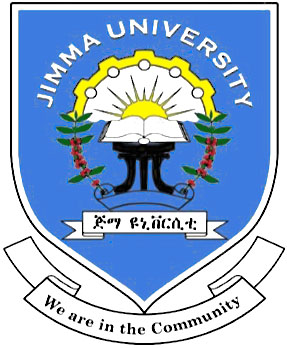 JIMMA UNIVERSITY
ጅማ ዩኒቨርሲቲ
We are in the Community